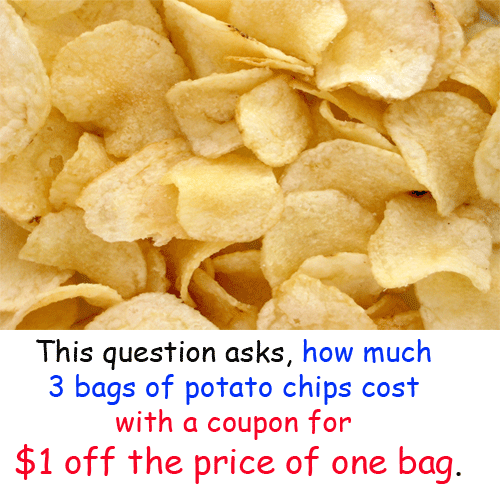 This question asks, how much
3 bags of potato chips cost
with a coupon for
$1 off the price of one bag.